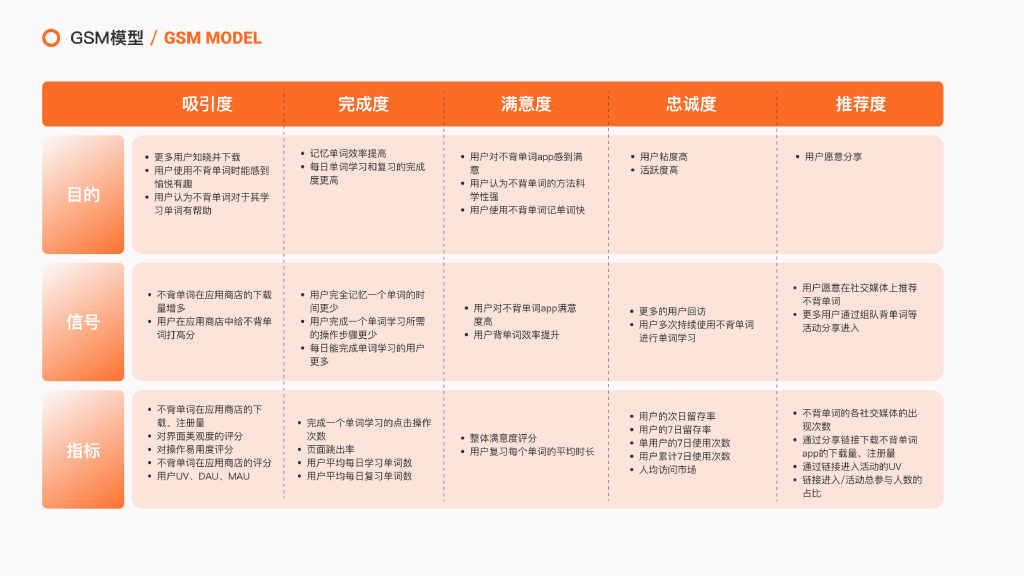 GSM模型 / GSM MODEL
吸引度
完成度
满意度
忠诚度
推荐度
目的
• 更多用户知晓并下载
• 用户使用不背单词时能感到
愉悦有趣
• 用户认为不背单词对于其学
习单词有帮助
• 记忆单词效率提高
• 每日单词学习和复习的完成
度更高
• 用户对不背单词app感到满
意
• 用户认为不背单词的方法科
学性强
• 用户使用不背单词记单词快
• 用户粘度高
• 活跃度高
• 用户愿意分享
信号
• 不背单词在应用商店的下载
量增多
• 用户在应用商店中给不背单
词打高分
• 用户完全记忆一个单词的时
间更少
• 用户完成一个单词学习所需
的操作步骤更少
• 每日能完成单词学习的用户
更多
• 用户对不背单词app满意
度高
• 用户背单词效率提升
• 更多的用户回访
• 用户多次持续使用不背单词
进行单词学习
• 用户愿意在社交媒体上推荐
不背单词
• 更多用户通过组队背单词等
活动分享进入
指标
• 不背单词在应用商店的下
载、注册量
• 对界面美观度的评分
• 对操作易用度评分
• 不背单词在应用商店的评分
• 用户UV、DAU、MAU
• 完成一个单词学习的点击操作
次数
• 页面跳出率
• 用户平均每日学习单词数
• 用户平均每日复习单词数
• 整体满意度评分
• 用户复习每个单词的平均时长
• 用户的次日留存率
• 用户的7日留存率
• 单用户的7日使用次数
• 用户累计7日使用次数
• 人均访问市场
• 不背单词的各社交媒体的出
现次数
• 通过分享链接下载不背单词
app的下载量、注册量
• 通过链接进入活动的UV
• 链接进入/活动总参与人数的
占比